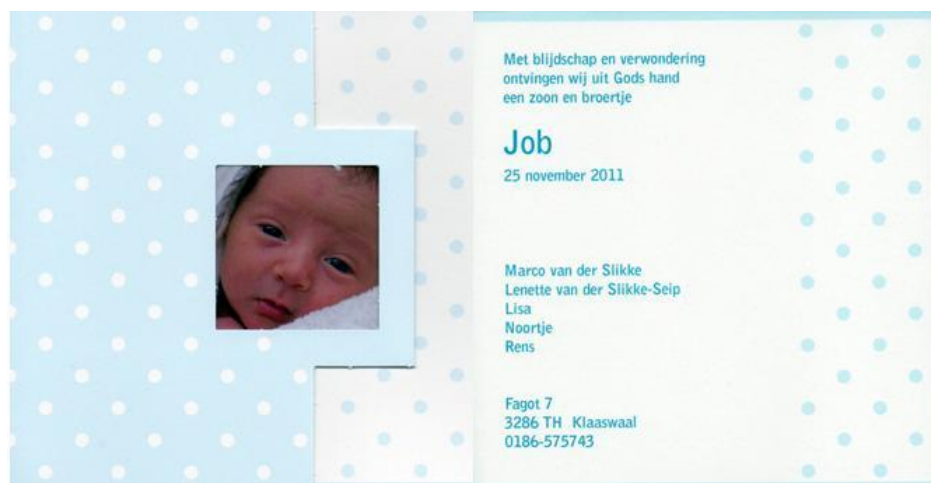 Met blijdschap en verwondering
ontvingen wij uit Gods hand
een zoon en broertje
Job
25 november 2011
Marco van der Slikke
Lenette van der Slikke-Seip
Lisa
Noortje
Rens
Fagot 7
3286 TH Klaaswaal
0186-575743